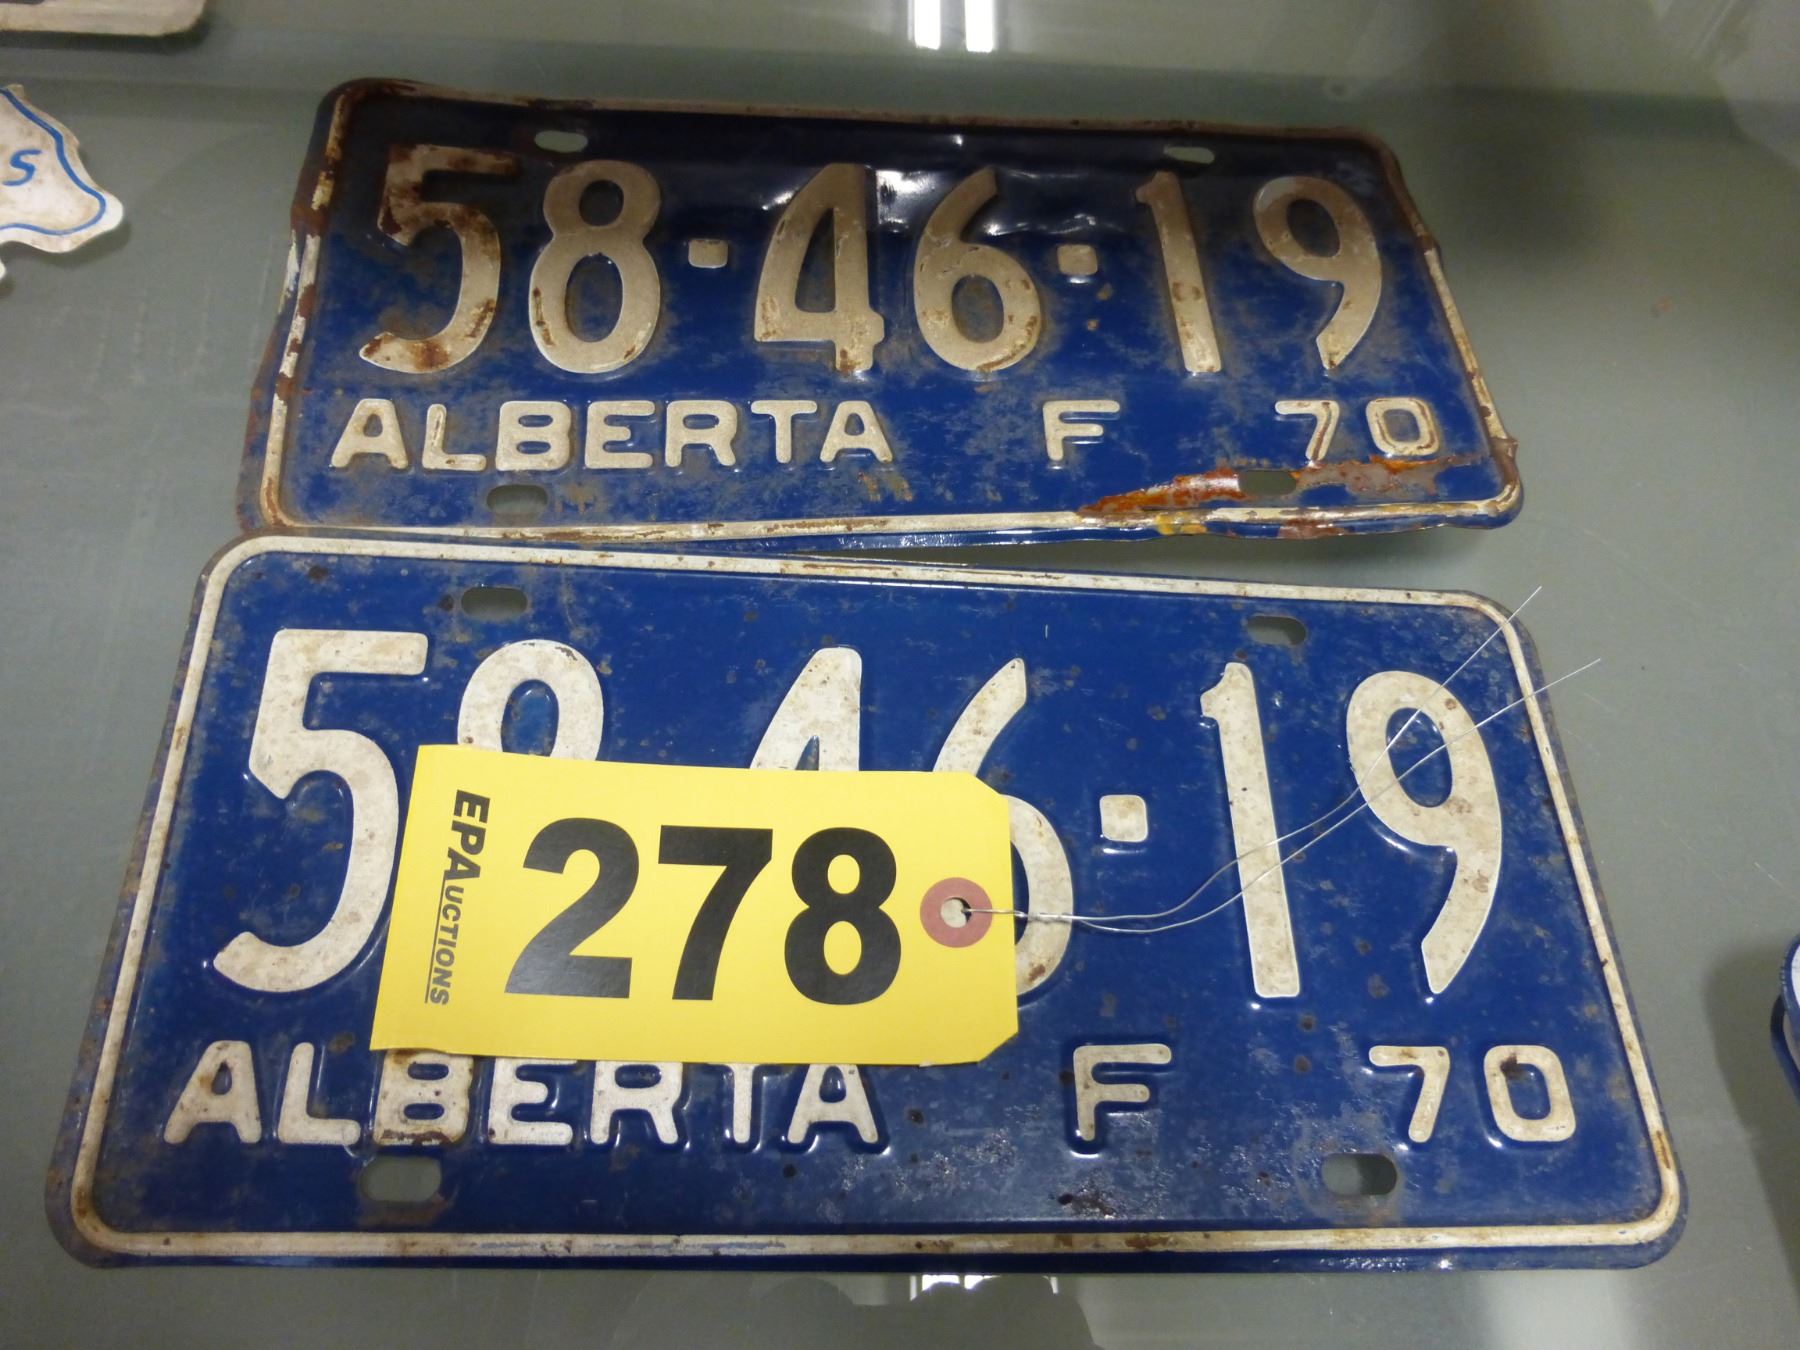 S
58·46·19
ALBERTA F 70
58 46·19
ALBERTA F 70
EPAUCTIONS
278